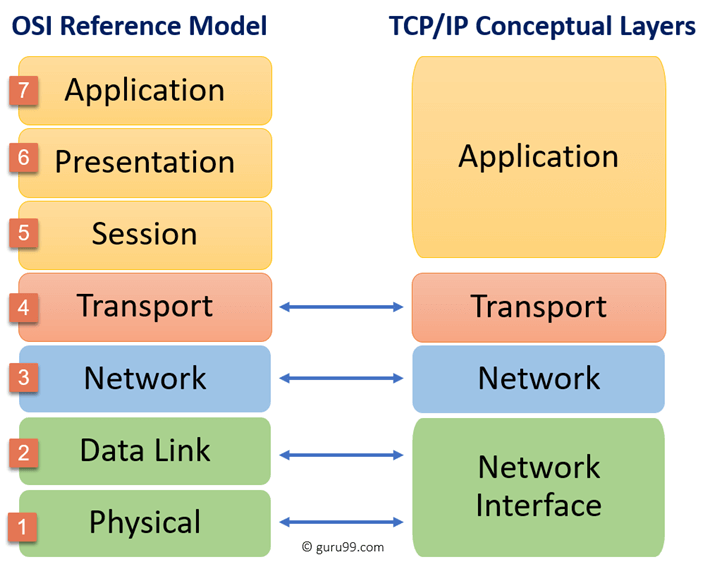 OSI Reference Model
TCP/IP Conceptual Layers
7 Application
6 Presentation
5 Session
Application
4 Transport
Transport
3 Network
Network
2 Data Link
1 Physical
Network
Interface
© guru99.com